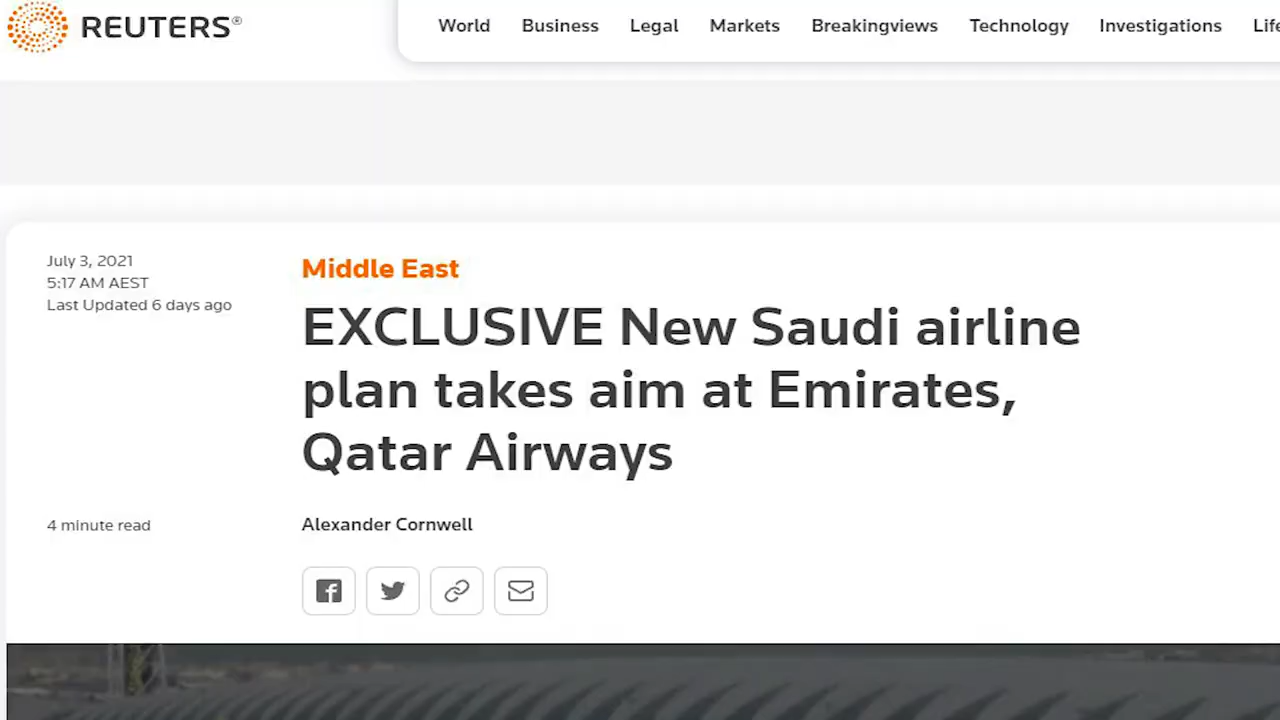 REUTERS®
World Business Legal Markets Breakingviews Technology Investigations
July 3, 2021
5:17 AM AEST
Last Updated 6 days ago
Middle East
EXCLUSIVE New Saudi airline
plan takes aim at Emirates,
Qatar Airways
4 minute read
Alexander Cornwell